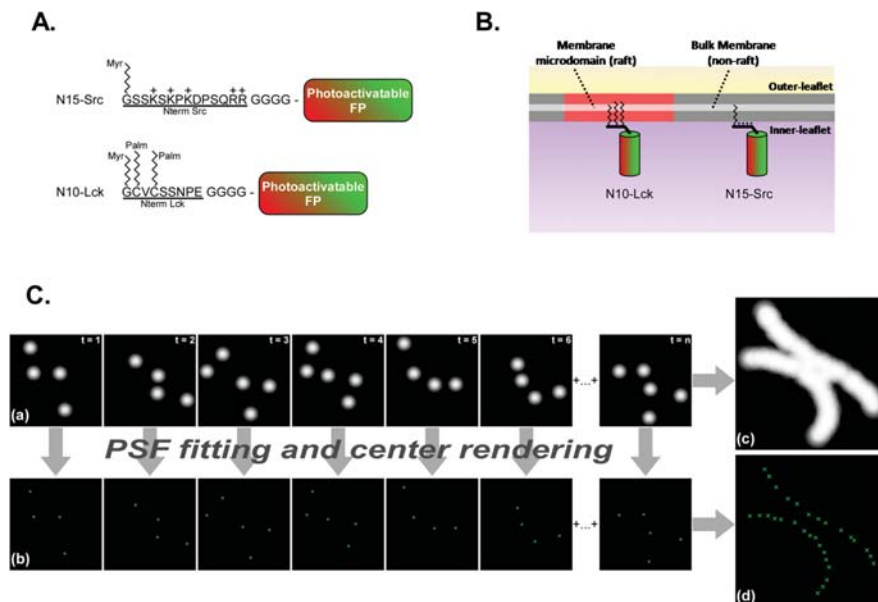 A.
Myr
+ + + ++
N15-Src GSSKSKPKDPSQRR GGGG - Photoactivatable FP
Nterm Src
Palm
Myr Palm
N10-Lck GCVCSSNPE GGGG - Photoactivatable FP
Nterm Lck
B.
Membrane microdomain (raft)
Bulk Membrane (non-raft)
Outer-leaflet
Inner-leaflet
N10-Lck N15-Src
C.
t = 1 t = 2 t = 3 t = 4 t = 5 t = 6 t = n
+...+
(a)
(c)
PSF fitting and center rendering
+...+
(b)
(d)